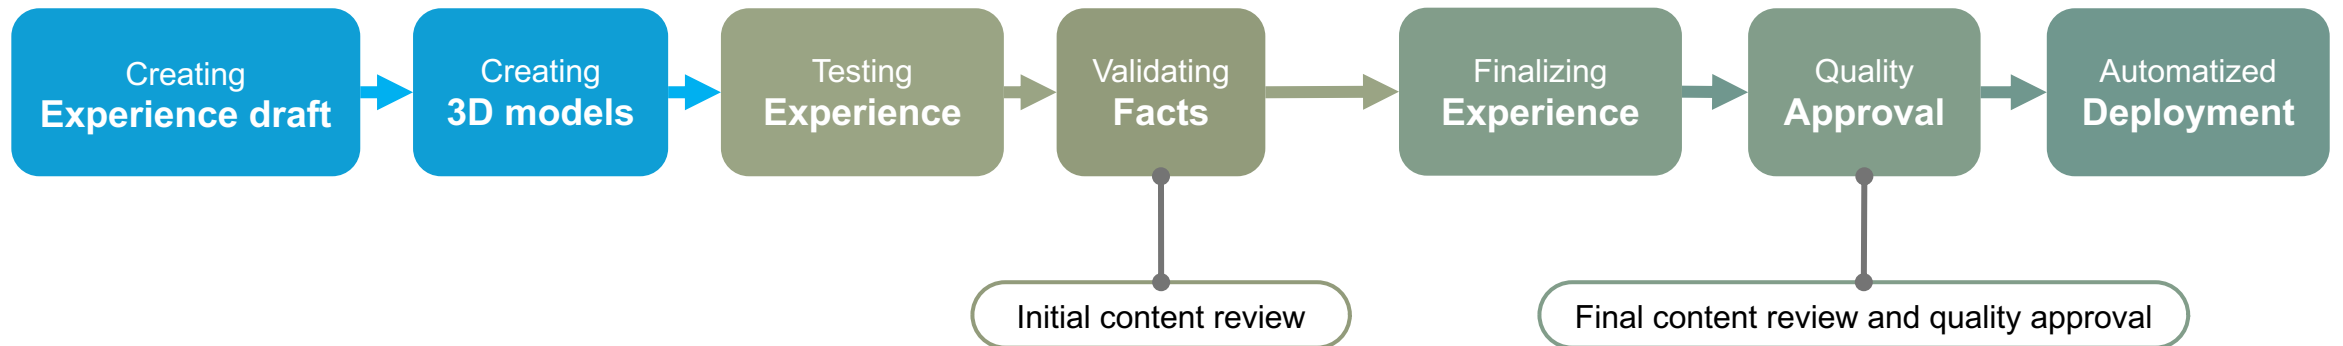 Creating
Experience draft
Creating
3D models
Testing
Experience
Validating
Facts
Finalizing
Experience
Quality
Approval
Automatized
Deployment
Initial content review
Final content review and quality approval